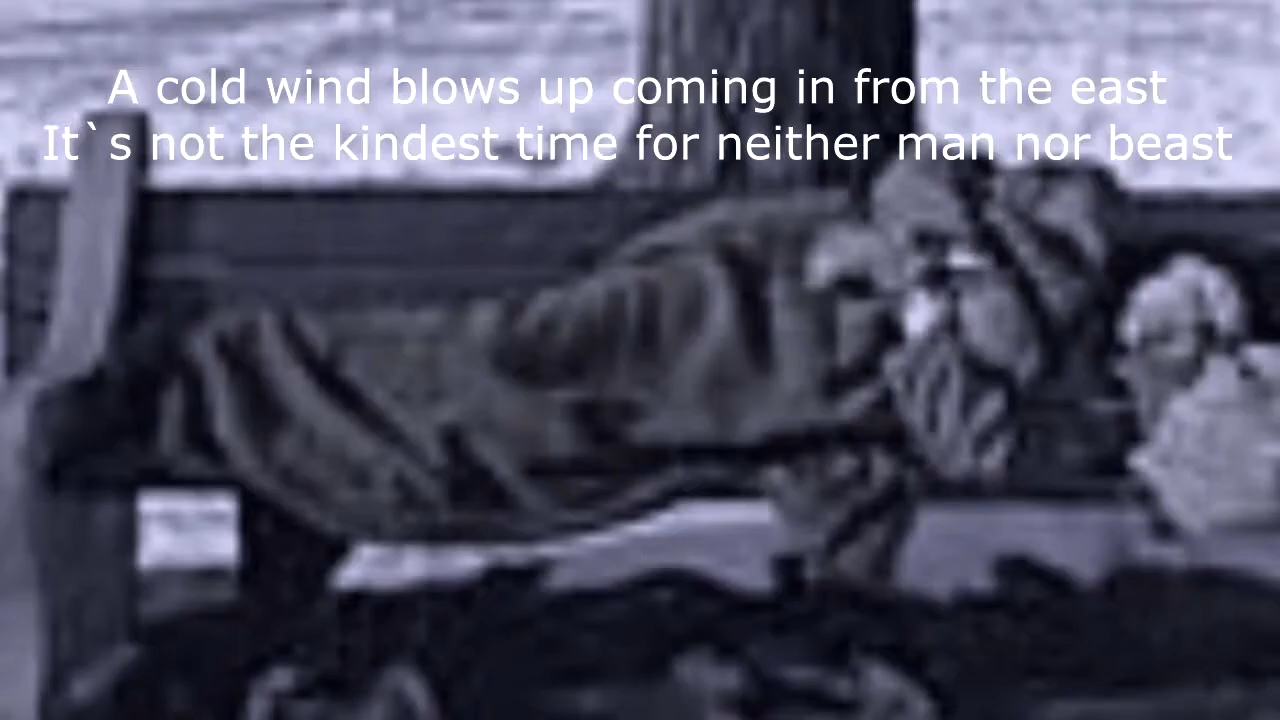 A cold wind blows up coming in from the east
It`s not the kindest time for neither man nor beast